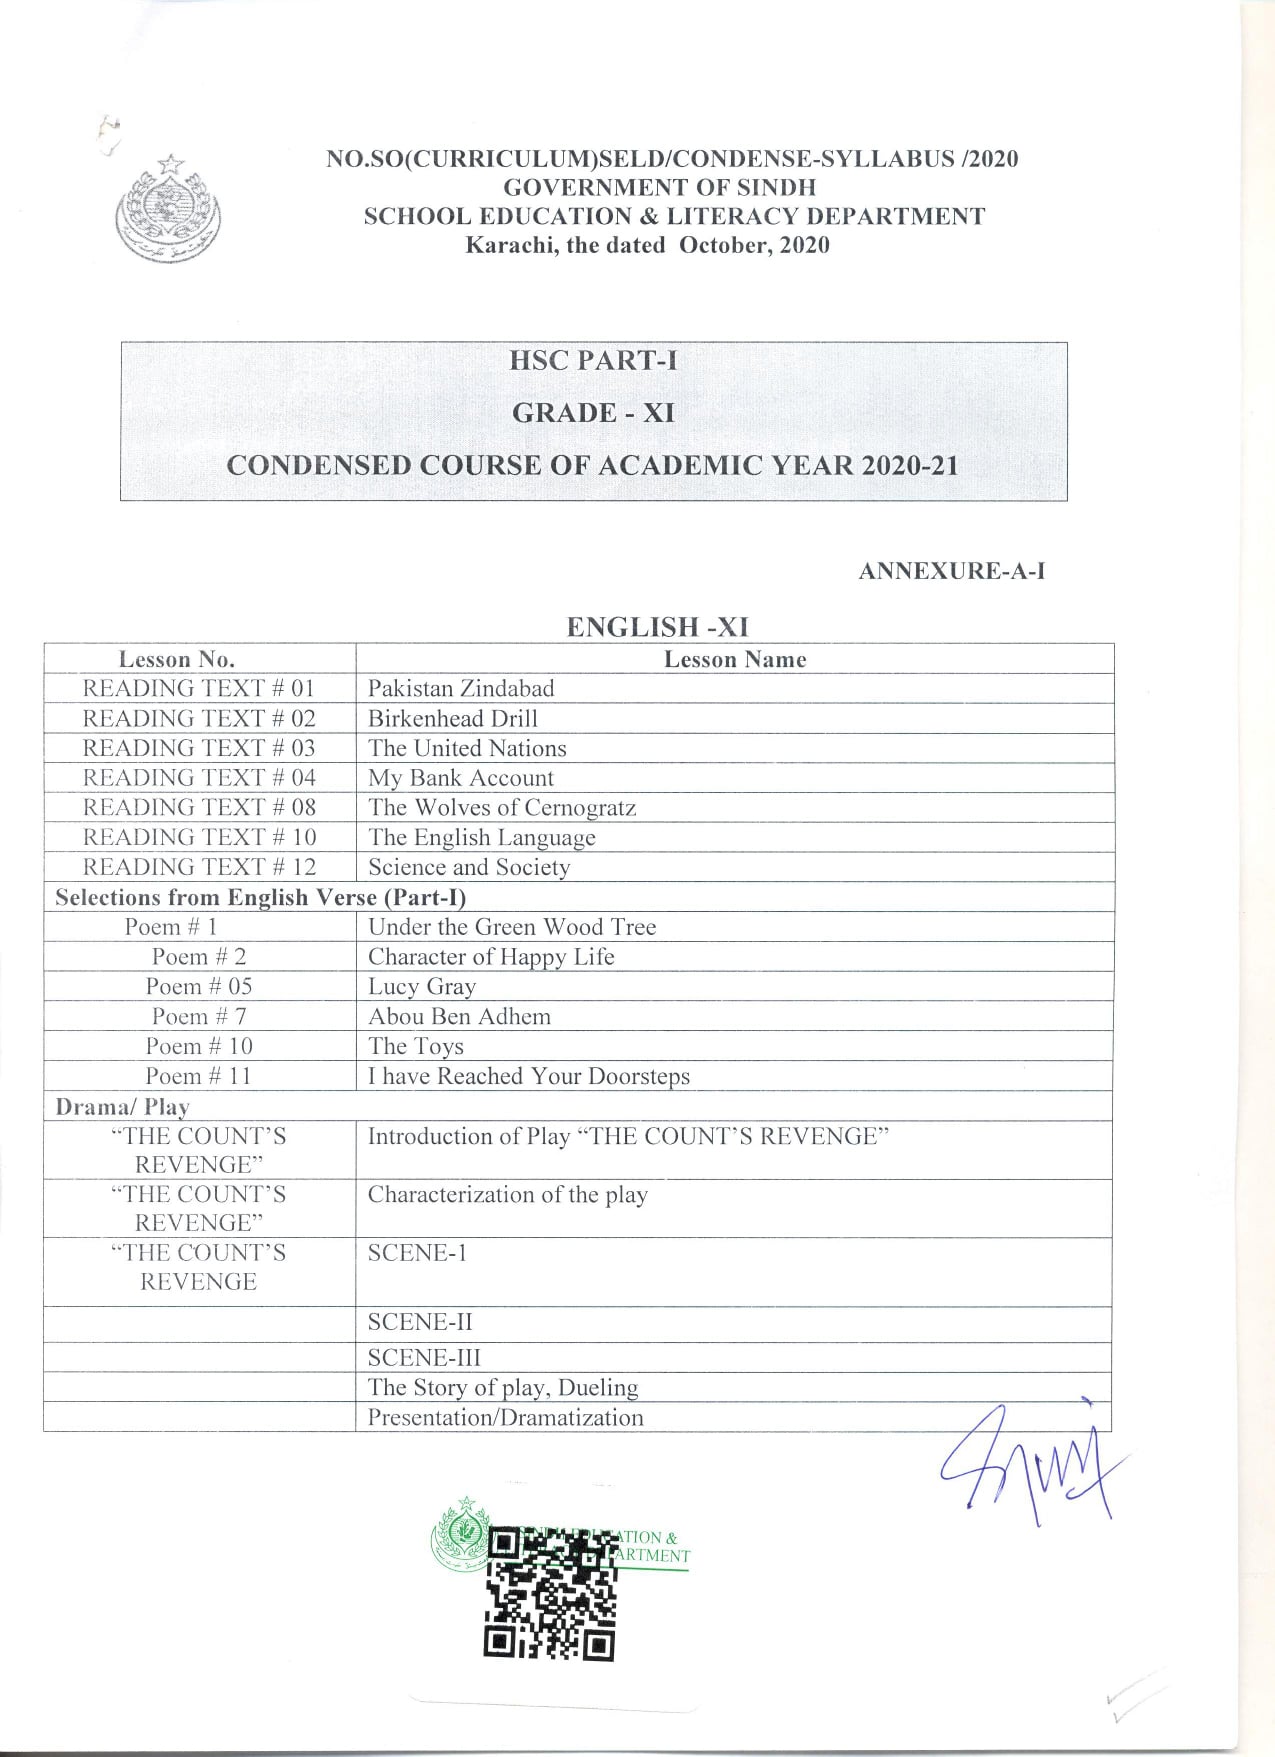 NO.SO(CURRICULUM)SELD/CONDENSE-SYLLABUS /2020
GOVERNMENT OF SINDH
SCHOOL EDUCATION & LITERACY DEPARTMENT
Karachi, the dated October, 2020
HSC PART-I
GRADE - XI
CONDENSED COURSE OF ACADEMIC YEAR 2020-21
ANNEXURE-A-I
ENGLISH -XI
Lesson No. Lesson Name
READING TEXT # 01 Pakistan Zindabad
READING TEXT # 02 Birkenhead Drill
READING TEXT # 03 The United Nations
READING TEXT # 04 My Bank Account
READING TEXT # 08 The Wolves of Cernogratz
READING TEXT # 10 The English Language
READING TEXT # 12 Science and Society
Selections from English Verse (Part-I)
Poem # 1 Under the Green Wood Tree
Poem # 2 Character of Happy Life
Poem # 05 Lucy Gray
Poem # 7 Abou Ben Adhem
Poem # 10 The Toys
Poem # 11 I have Reached Your Doorsteps
Drama/ Play
“THE COUNT’S Introduction of Play “THE COUNT’S REVENGE”
REVENGE”
“THE COUNT’S Characterization of the play
REVENGE”
“THE COUNT’S SCENE-1
REVENGE
SCENE-II
SCENE-III
The Story of play, Dueling
Presentation/Dramatization
SINDH EDUCATION &